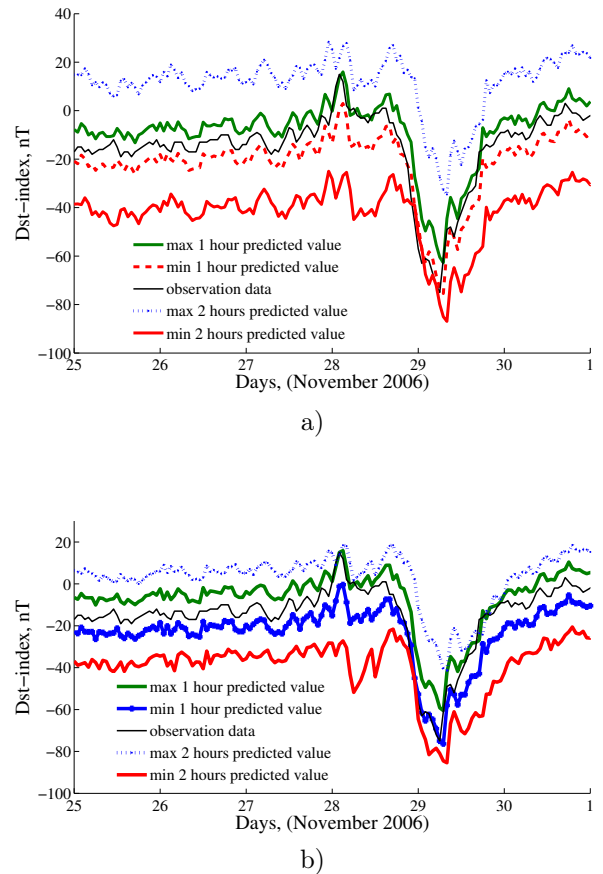 40
20
0
−20
−40
−60
−80
−100
Dst−index, nT
max 1 hour predicted value
min 1 hour predicted value
observation data
max 2 hours predicted value
min 2 hours predicted value
25 26 27 28 29 30 1
Days, (November 2006)
a)
20
0
−20
−40
−60
−80
−100
Dst−index, nT
max 1 hour predicted value
min 1 hour predicted value
observation data
max 2 hours predicted value
min 2 hours predicted value
25 26 27 28 29 30 1
Days, (November 2006)
b)